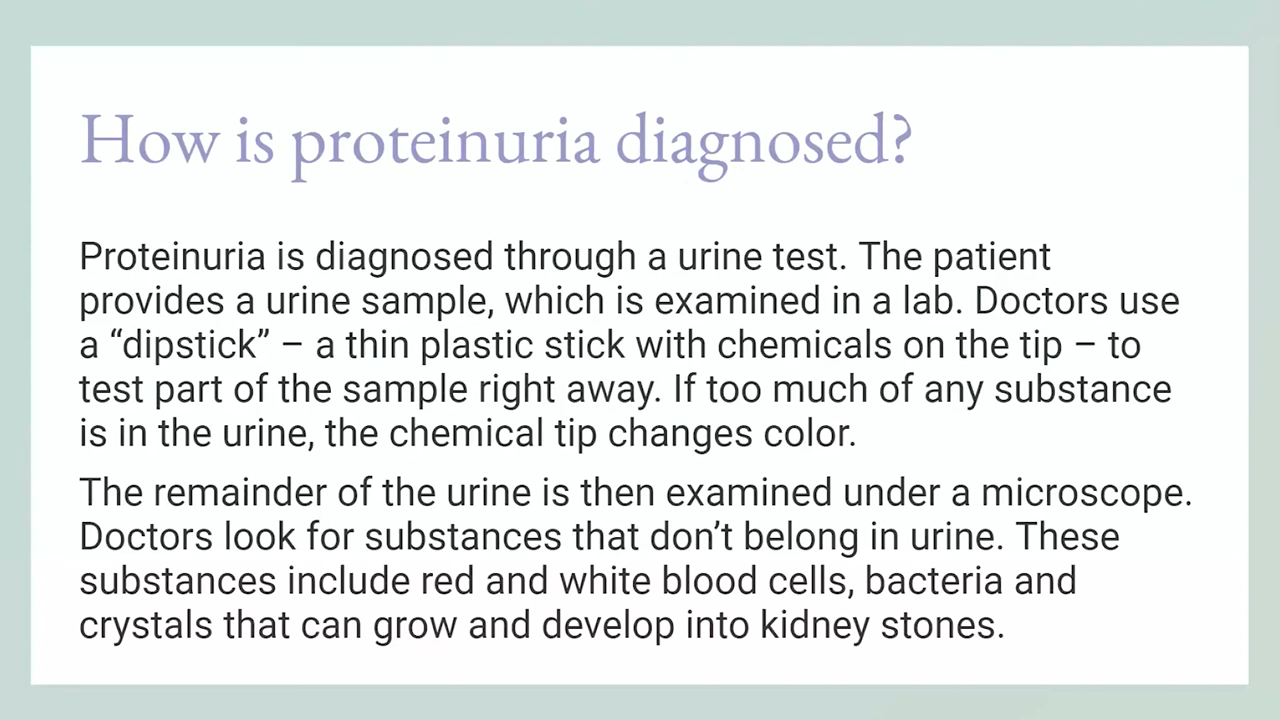 How is proteinuria diagnosed?
Proteinuria is diagnosed through a urine test. The patient
provides a urine sample, which is examined in a lab. Doctors use
a “dipstick” – a thin plastic stick with chemicals on the tip – to
test part of the sample right away. If too much of any substance
is in the urine, the chemical tip changes color.
The remainder of the urine is then examined under a microscope.
Doctors look for substances that don’t belong in urine. These
substances include red and white blood cells, bacteria and
crystals that can grow and develop into kidney stones.